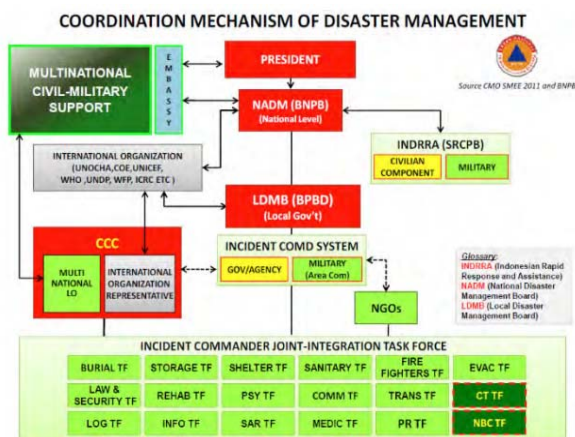 COORDINATION MECHANISM OF DISASTER MANAGEMENT
MULTINATIONAL
CIVIL-MILITARY
SUPPORT
EMBASSY
PRESIDENT
Source CMO SMEE 2011 and BNPB
NADM (BNPB)
(National Level)
INTERNATIONAL ORGANIZATION
(UNOCHA,COE,UNICEF,
WHO ,UNDP, WFP, ICRC ETC )
INDRRA (SRCPB)
CIVILIAN
COMPONENT
MILITARY
LDMB (BPBD)
(Local Gov't)
CCC
MULTI
NATIONAL
LO
INTERNATIONAL
ORGANIZATION
REPRESENTATIVE
INCIDENT COMD SYSTEM
GOV/AGENCY
MILITARY
(Area Com)
NGOs
Glossary:
INDRRA (Indonesian Rapid
Response and Assistance)
NADM (National Disaster
Management Board)
LDMB (Local Disaster
Management Board)
INCIDENT COMMANDER JOINT-INTEGRATION TASK FORCE
BURIAL TF
STORAGE TF
SHELTER TF
SANITARY TF
FIRE
FIGHTERS TF
EVAC TF
LAW &
SECURITY TF
REHAB TF
PSY TF
COMM TF
TRANS TF
CT TF
LOG TF
INFO TF
SAR TF
MEDIC TF
PR TF
NBC TF